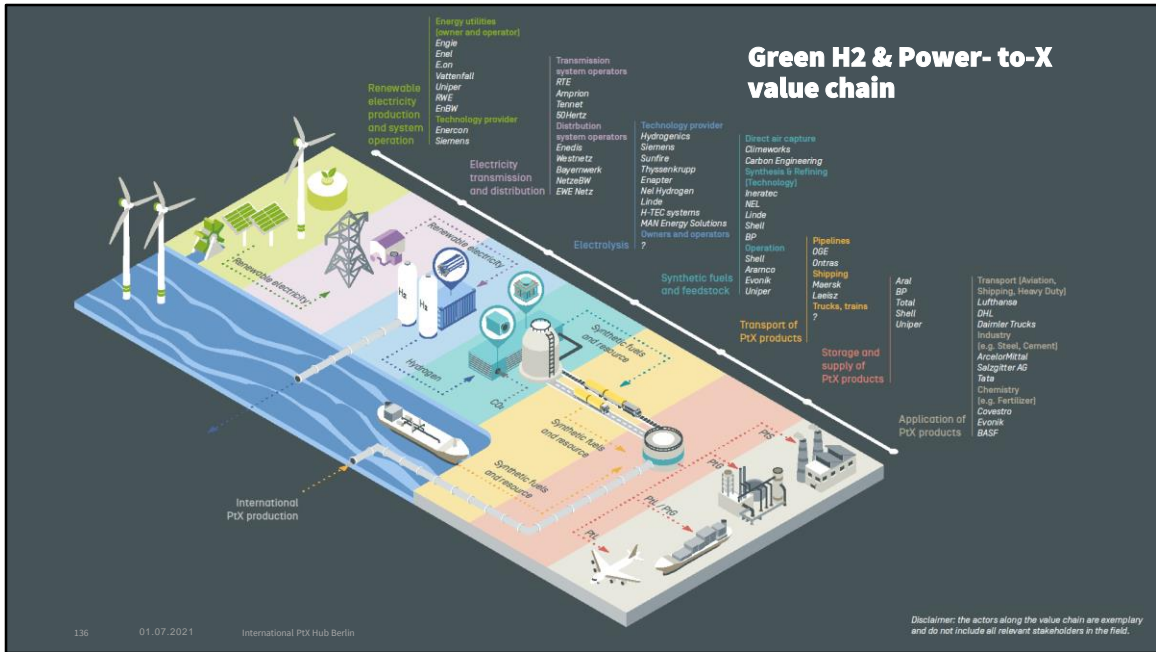 Green H2 & Power- to-X
value chain
Renewable
electricity
production
and system
operation
Energy utilities
(owner and operator)
Engie
Enel
E.on
Vattenfall
Uniper
RWE
EnBW
Technology provider
Enercon
Siemens
Electricity
transmission
and distribution
Transmission
system operators
RTE
Amprion
Tennet
50Hertz
Distrbution
system operators
Enedis
Westnetz
Bayernwerk
NetzeBW
EWE Netz
Electrolysis
Technology provider
Hydrogenics
Siemens
Sunfire
Thyssenkrupp
Enapter
Nel Hydrogen
Linde
H-TEC systems
MAN Energy Solutions
Owners and operators
?
Synthetic fuels
and feedstock
Direct air capture
Climeworks
Carbon Engineering
Synthesis & Refining
(Technology)
Ineratec
NEL
Linde
Shell
BP
Operation
Shell
Aramco
Evonik
Uniper
Transport of
PtX products
Pipelines
OGE
Ontras
Shipping
Maersk
Laeisz
Trucks, trains
?
Storage and
supply of
PtX products
Aral
BP
Total
Shell
Uniper
Application of
PtX products
Transport (Aviation,
Shipping, Heavy Duty)
Lufthansa
DHL
Daimler Trucks
Industry
(e.g. Steel, Cement)
ArcelorMittal
Salzgitter AG
Tata
Chemistry
(e.g. Fertilizer)
Covestro
Evonik
BASF
Renewable electricity
Renewable electricity
H2
H2
Hydrogen
CO2
Synthetic fuels
and resource
Synthetic fuels
and resource
Synthetic fuels
and resource
PtS
PtG
PtL / PtG
PtL
International
PtX production
136
01.07.2021
International PtX Hub Berlin
Disclaimer: the actors along the value chain are exemplary
and do not include all relevant stakeholders in the field.